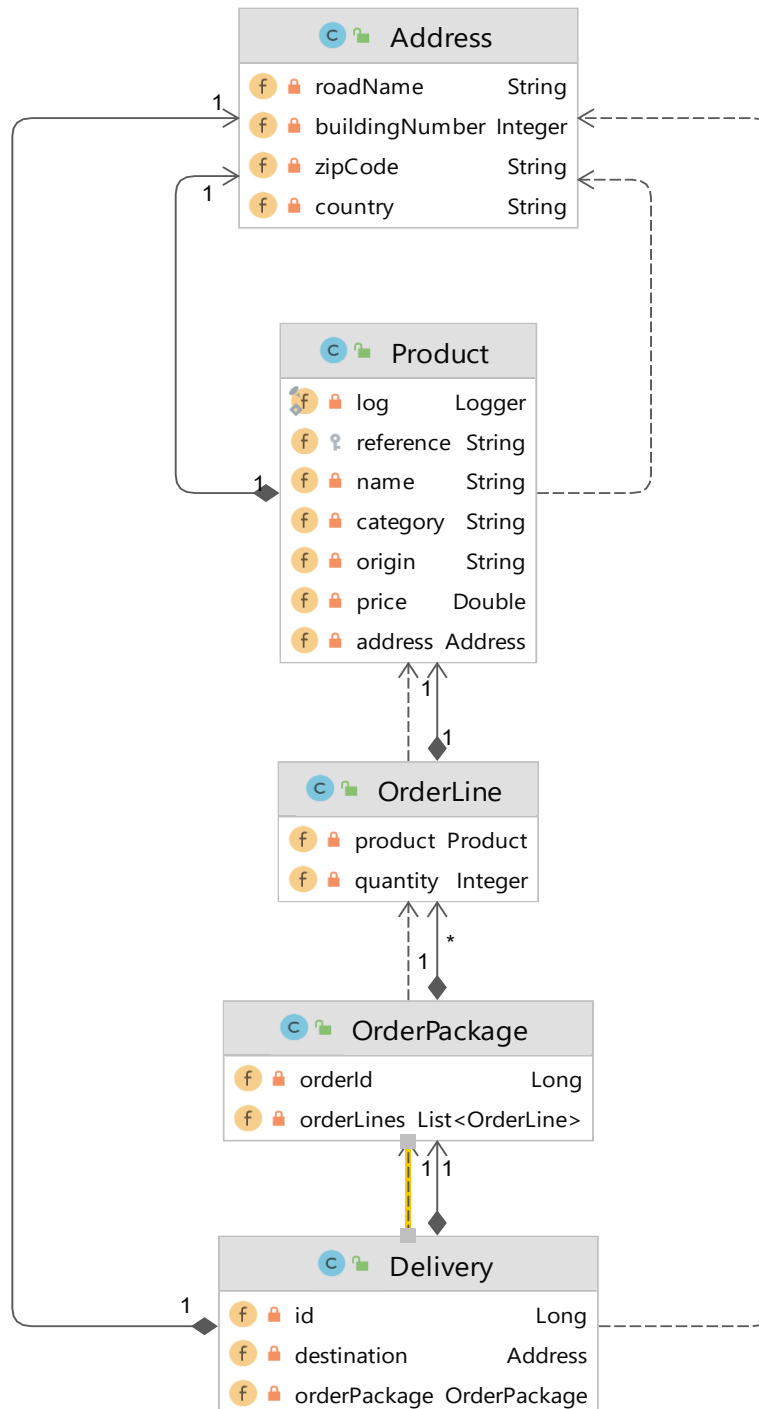 Address
roadName String
1
buildingNumber Integer
zipCode String
1
country String
Product
log Logger
reference String
name String
1
category String
origin String
price Double
address Address
1
1
OrderLine
product Product
quantity Integer
*
1
OrderPackage
orderId Long
orderLines List<OrderLine>
1 1
Delivery
1
id Long
destination Address
orderPackage OrderPackage